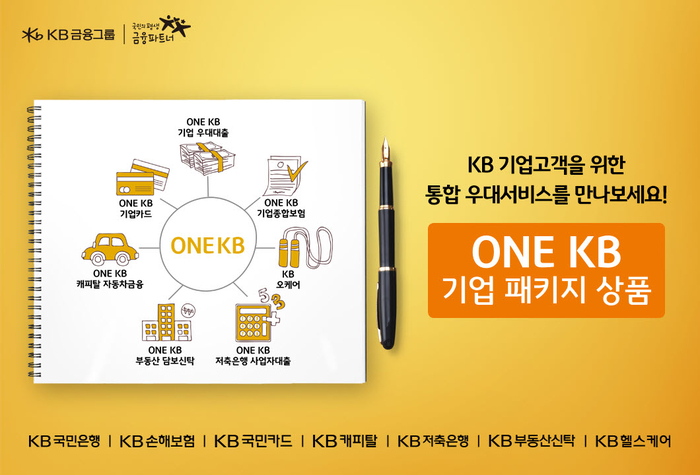 KB 금융그룹
국민의 평생
금융파트너
ONE KB
기업 우대대출
ONE KB
기업카드
ONE KB
기업종합보험
ONE KB
ONE KB
캐피탈 자동차금융
KB
오케어
ONE KB
부동산 담보신탁
ONE KB
저축은행 사업자대출
KB 기업고객을 위한
통합 우대서비스를 만나보세요!
ONE KB
기업 패키지 상품
KB국민은행 | KB손해보험 | KB국민카드 | KB캐피탈 | KB저축은행 | KB부동산신탁 | KB헬스케어